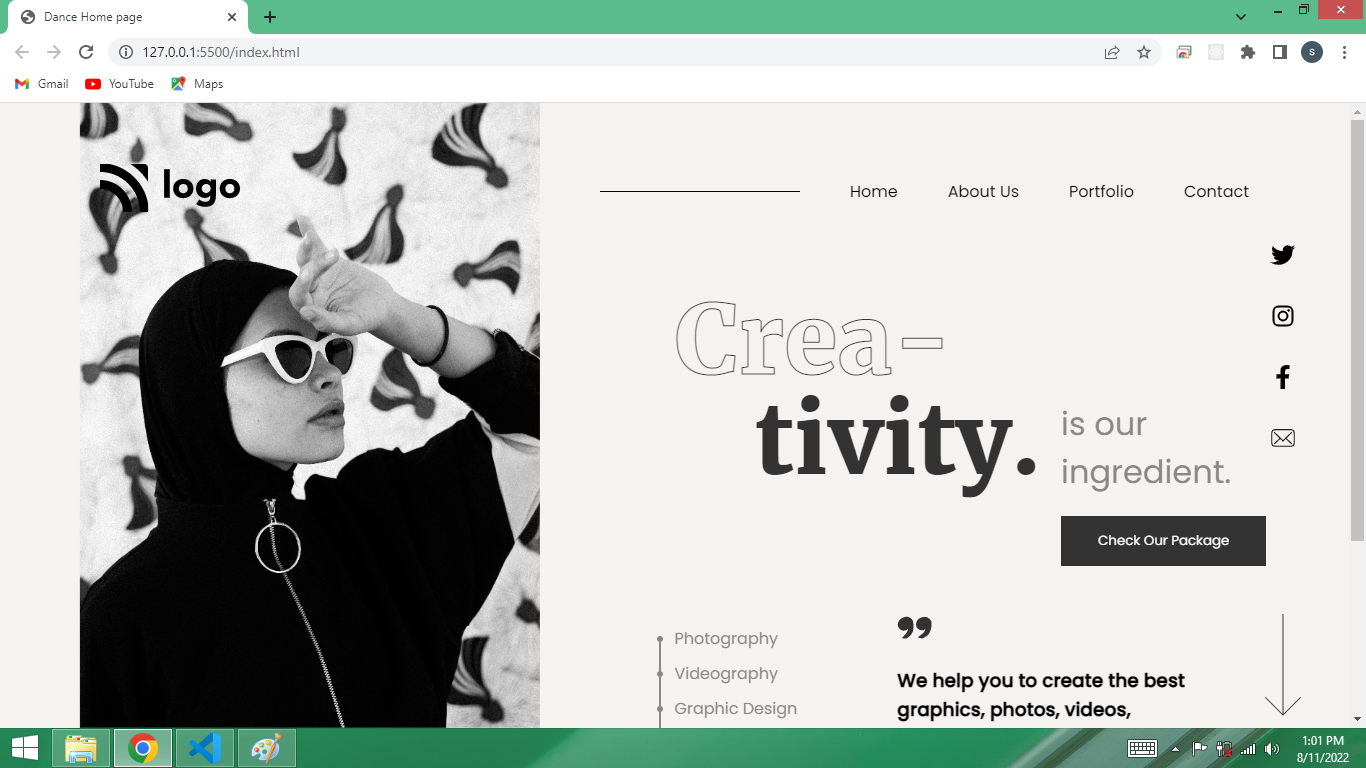 Dance Home page
127.0.0.1:5500/index.html
S
Gmail
YouTube
Maps
logo
Home
About Us
Portfolio
Contact
Crea-
tivity.
is our
ingredient.
Check Our Package
Photography
Videography
Graphic Design
❞
We help you to create the best
graphics, photos, videos,
1:01 PM
8/11/2022